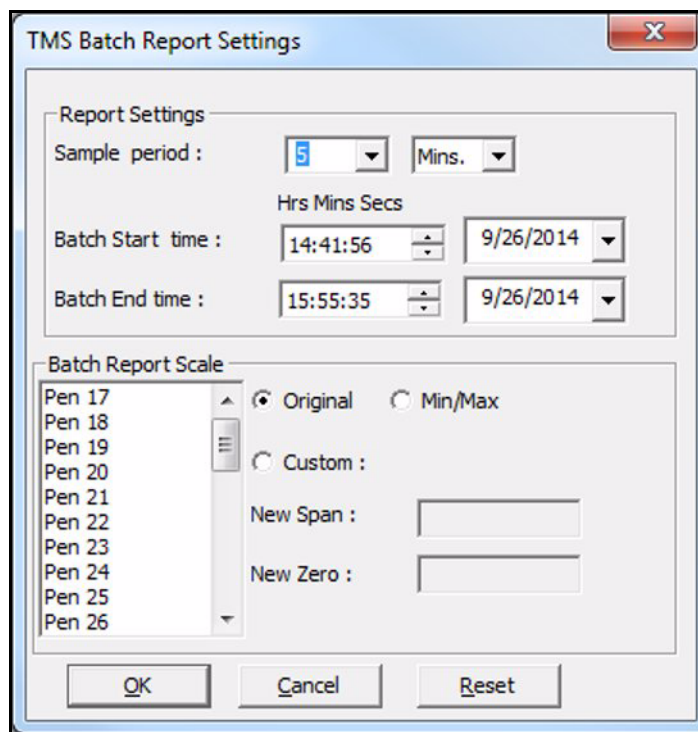 TMS Batch Report Settings
Report Settings
Sample period : 5 Mins.
Hrs Mins Secs
Batch Start time : 14:41:56 9/26/2014
Batch End time : 15:55:35 9/26/2014
Batch Report Scale
Pen 17
Pen 18
Pen 19
Pen 20
Pen 21
Pen 22
Pen 23
Pen 24
Pen 25
Pen 26
Original Min/Max
Custom :
New Span :
New Zero :
OK Cancel Reset